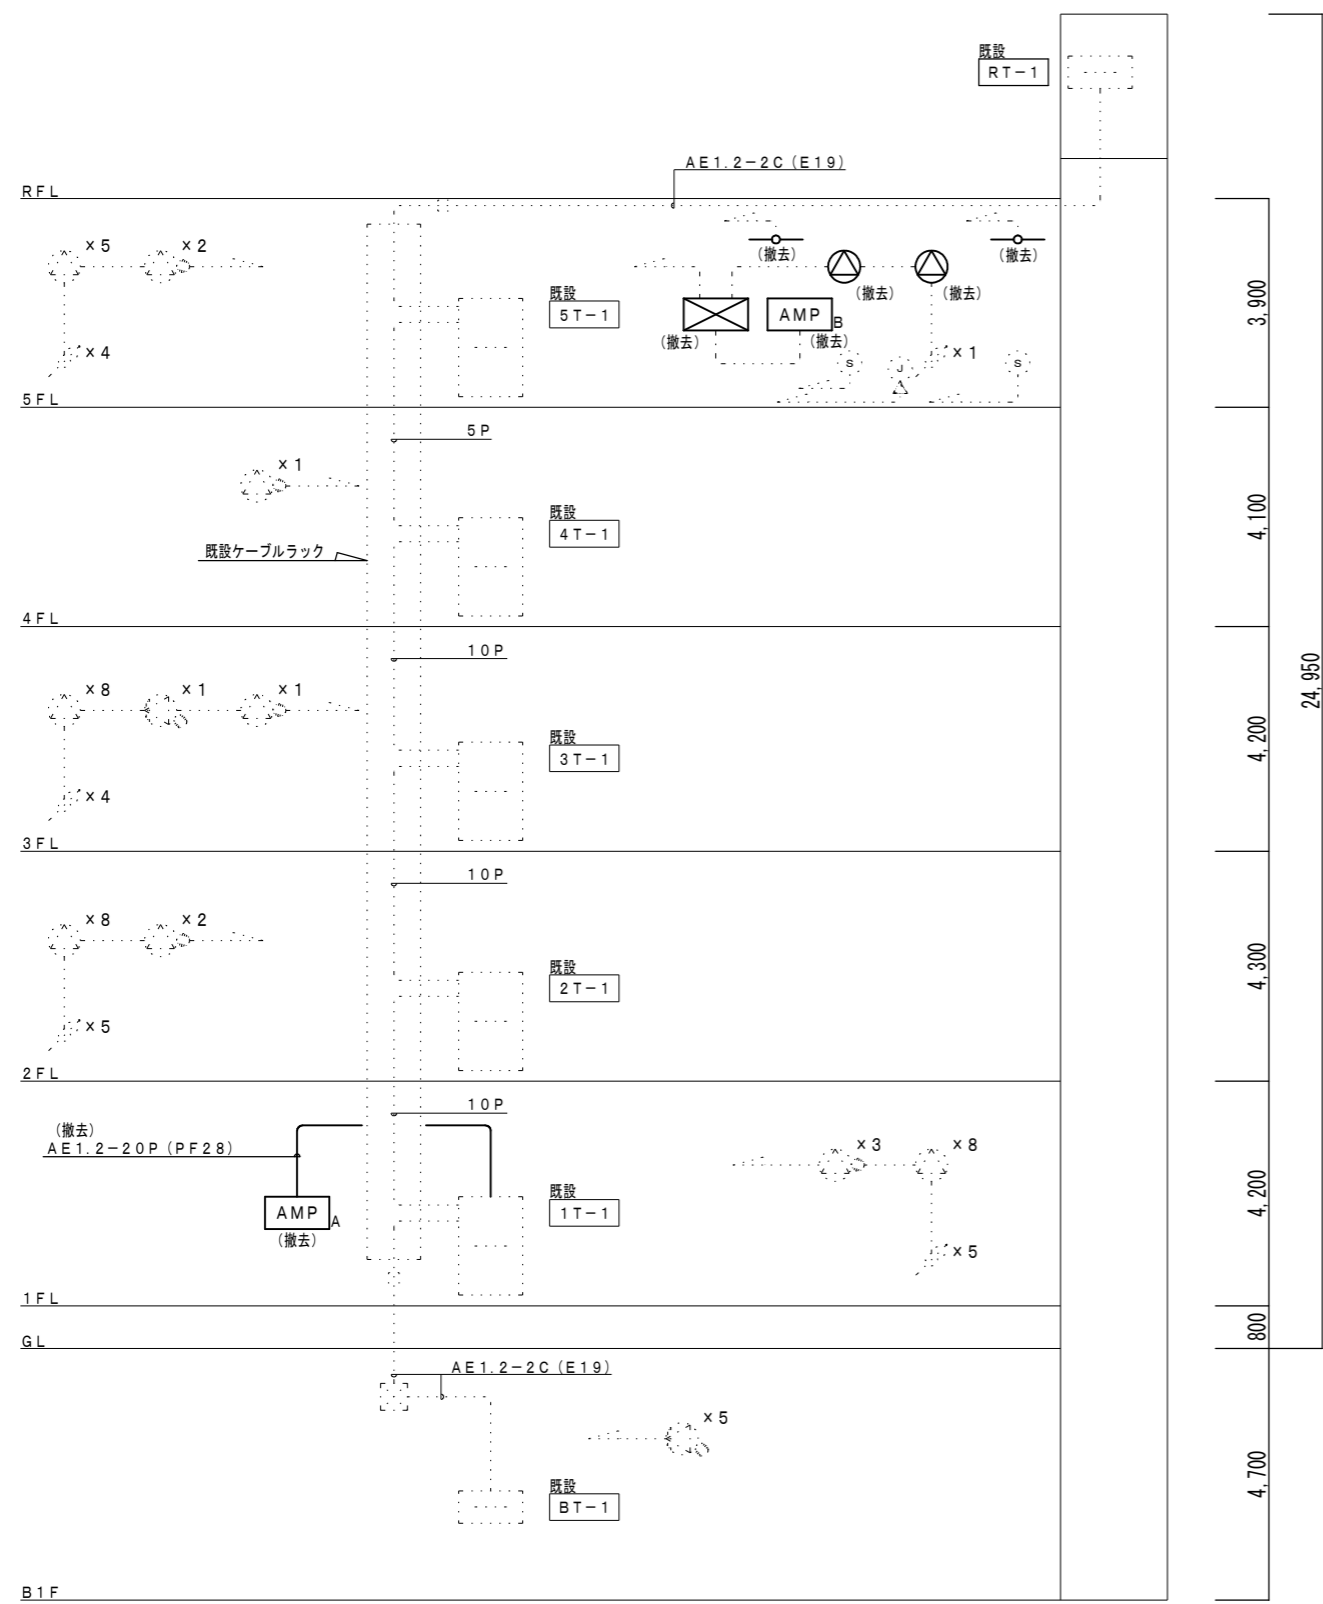 既設
RT-1
AE1.2-2C(E19)
RFL
×5
×2
(撤去)
(撤去)
(撤去)
(撤去)
既設
5T-1
AMP
B
(撤去)
(撤去)
×4
S
J
×1
S
3,900
5FL
5P
×1
既設
4T-1
既設ケーブルラック
4,100
4FL
10P
×8
×1
×1
既設
3T-1
×4
4,200
24,950
3FL
10P
×8
×2
既設
2T-1
×5
4,300
2FL
10P
(撤去)
AE1.2-20P(PF28)
×3
×8
AMP
A
(撤去)
既設
1T-1
×5
4,200
1FL
800
GL
AE1.2-2C(E19)
×5
既設
BT-1
4,700
B1F